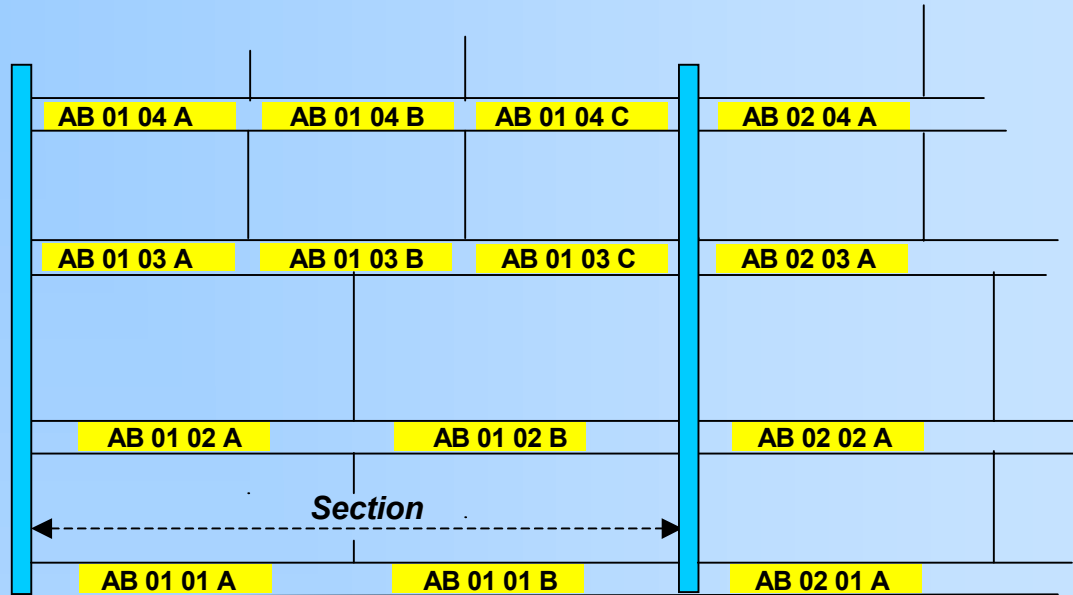 AB 01 04 A AB 01 04 B AB 01 04 C AB 02 04 A
AB 01 03 A AB 01 03 B AB 01 03 C AB 02 03 A
AB 01 02 A AB 01 02 B AB 02 02 A
Section
AB 01 01 A AB 01 01 B AB 02 01 A